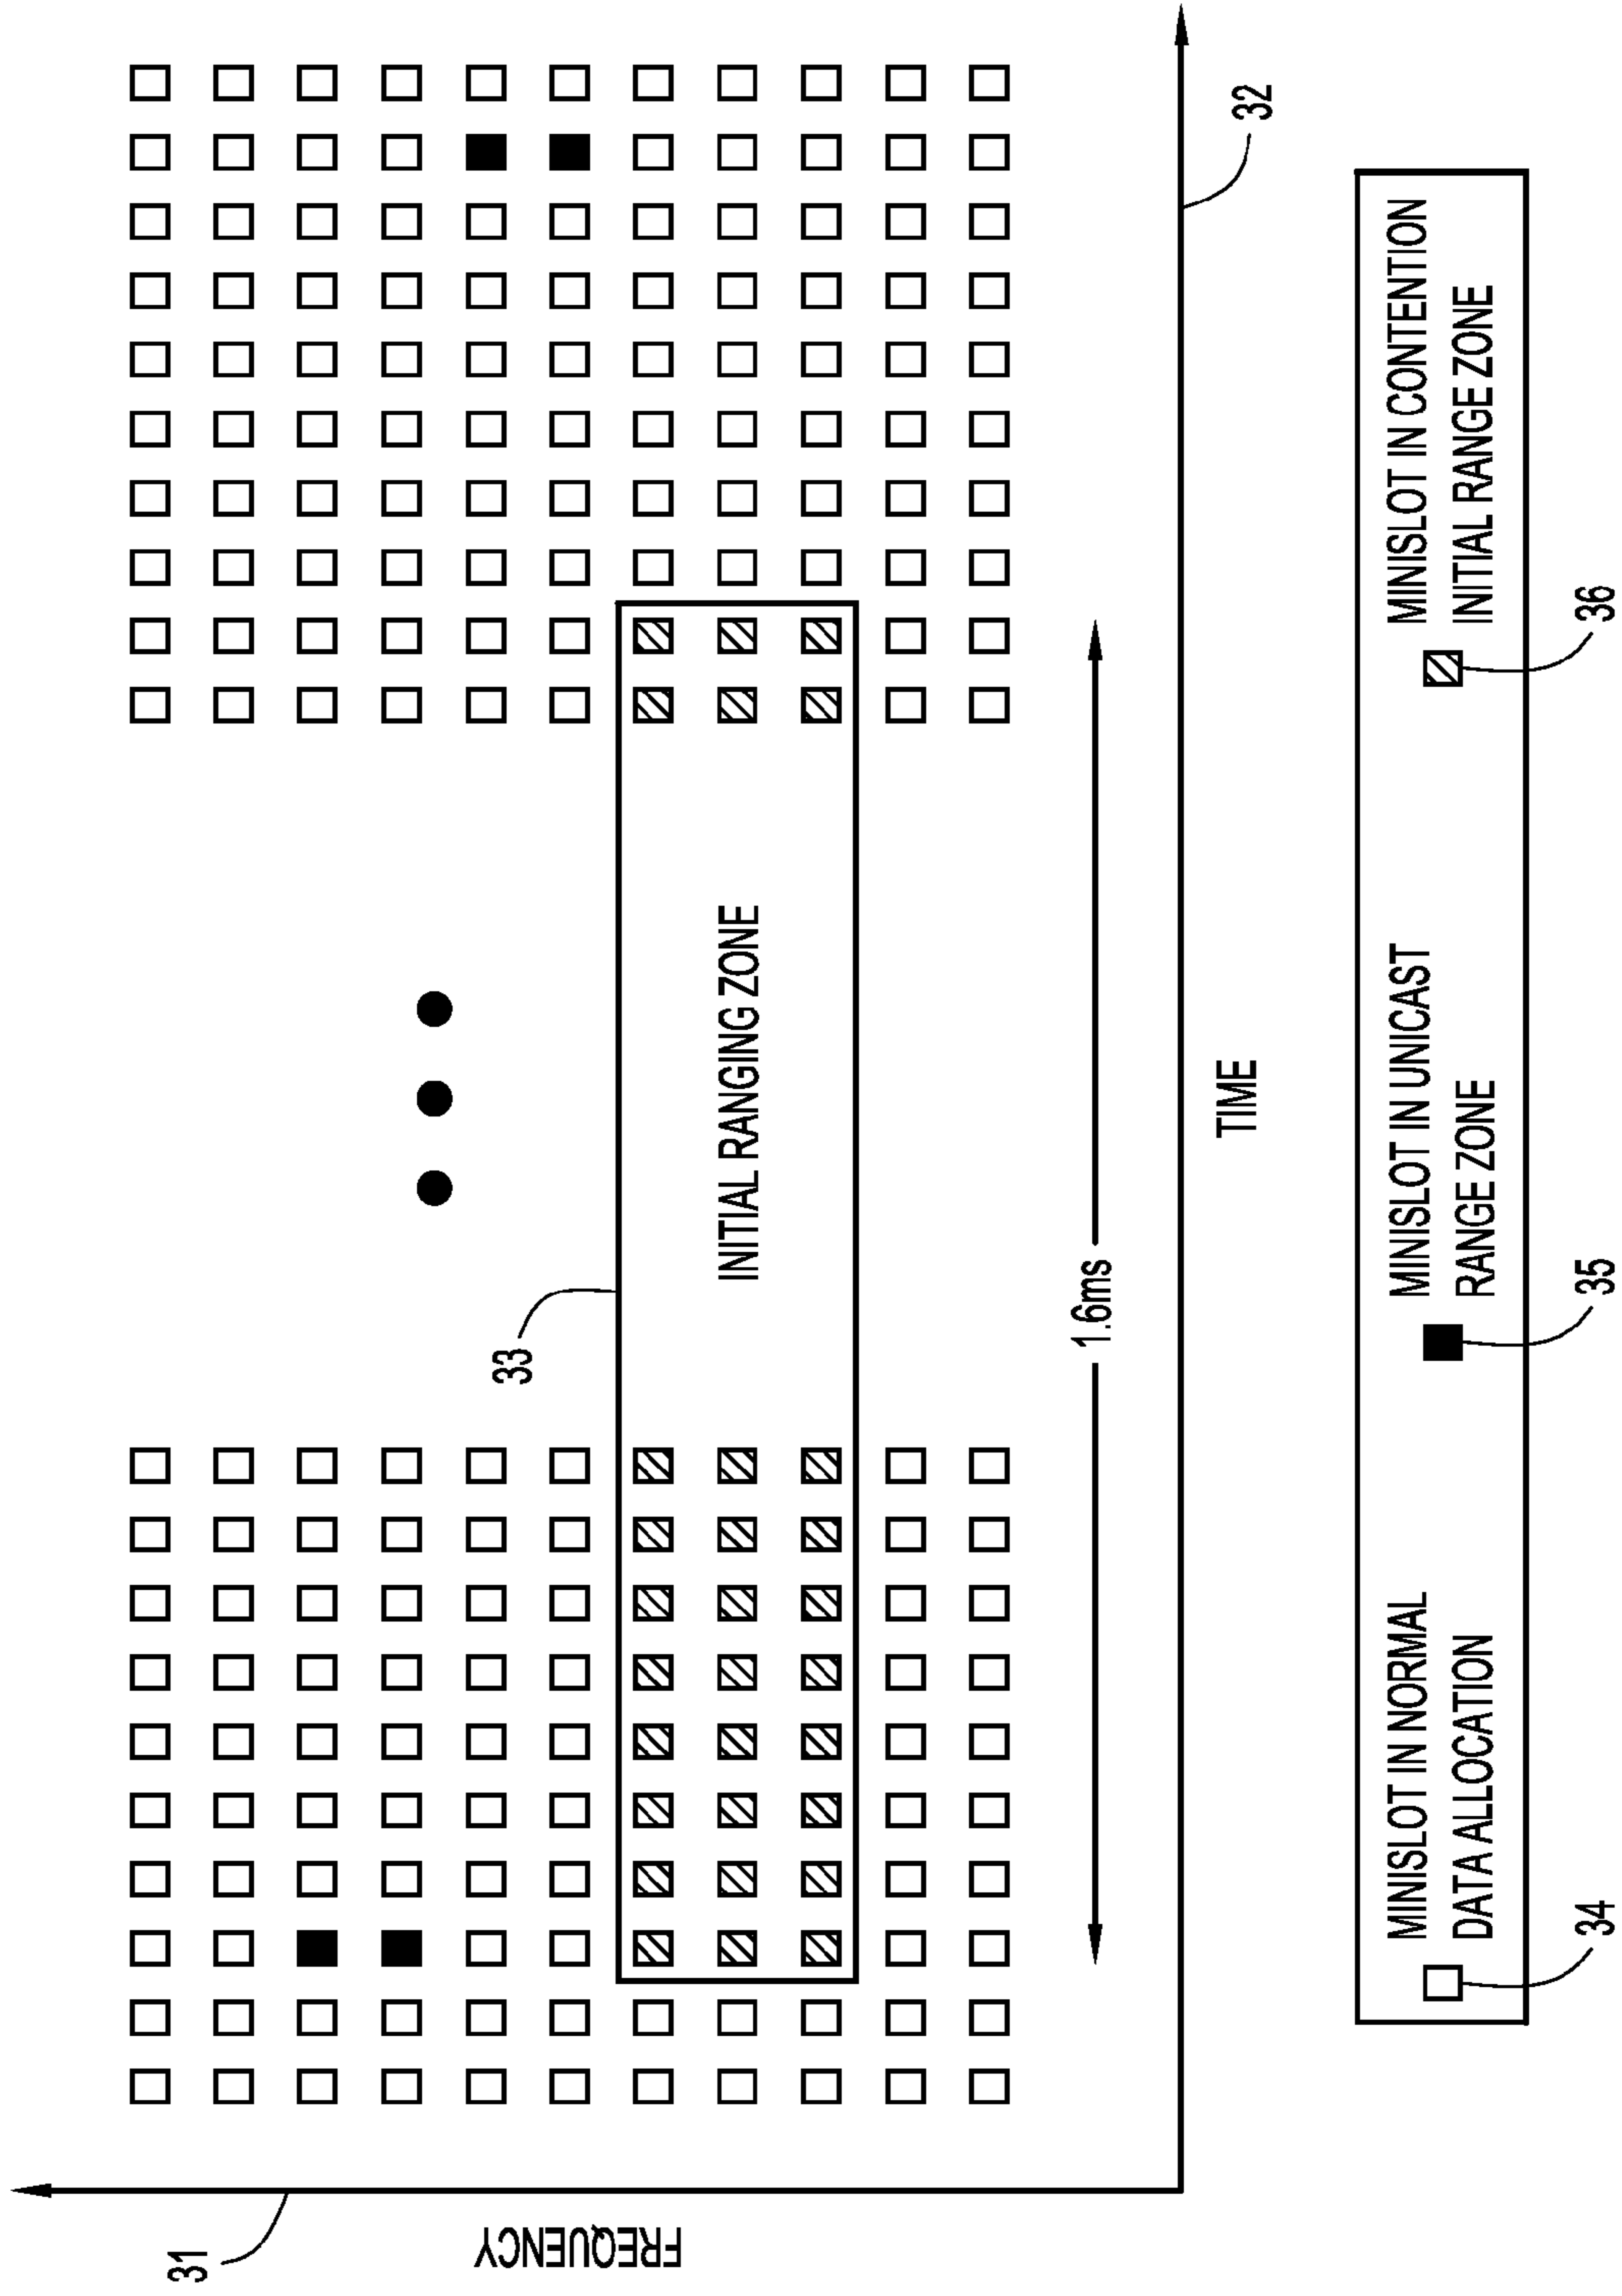 31
FREQUENCY
33
INITIAL RANGING ZONE
1.6ms
TIME
32
MINISLOT IN NORMAL
DATA ALLOCATION
34
MINISLOT IN UNICAST
RANGE ZONE
35
MINISLOT IN CONTENTION
INITIAL RANGE ZONE
36